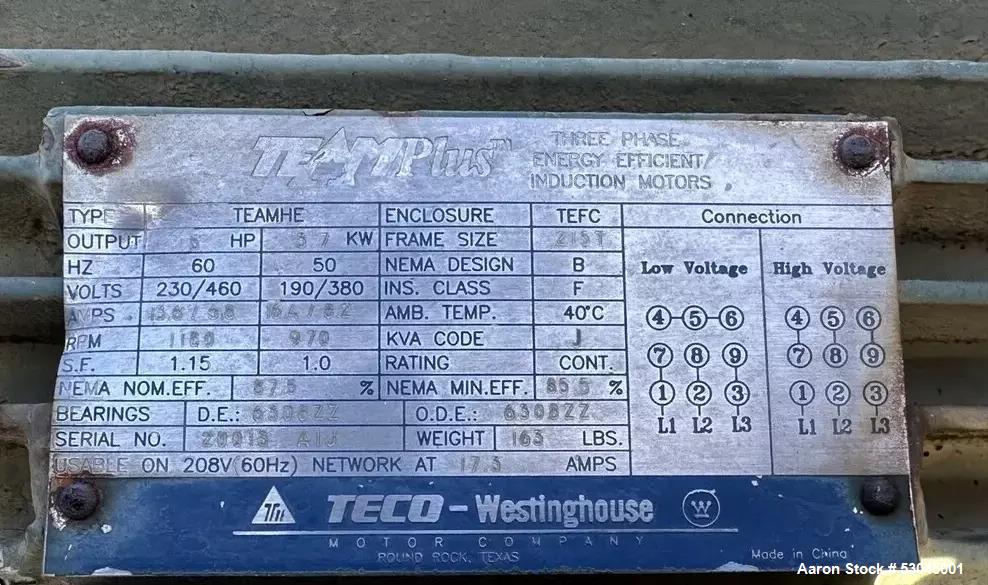 TEAMPlus™
THREE PHASE
ENERGY EFFICIENT
INDUCTION MOTORS
TYPE TEAMHE ENCLOSURE TEFC Connection
OUTPUT 5 HP 3.7 KW FRAME SIZE 215T
HZ 60 50 NEMA DESIGN B Low Voltage High Voltage
VOLTS 230/460 190/380 INS. CLASS F
AMPS AMB. TEMP. 40°C 4 5 6 4 5 6
RPM 1160 970 KVA CODE J
S.F. 1.15 1.0 RATING CONT. 7 8 9 7 8 9
NEMA NOM.EFF. 87.5 % NEMA MIN.EFF. 85.5 % 1 2 3 1 2 3
BEARINGS D.E.: 6308ZZ O.D.E.: 6308ZZ L1 L2 L3 L1 L2 L3
SERIAL NO. WEIGHT 163 LBS.
USABLE ON 208V(60Hz) NETWORK AT 17.3 AMPS
TECO-Westinghouse W
MOTOR COMPANY
ROUND ROCK, TEXAS
Made in China
Aaron Stock #